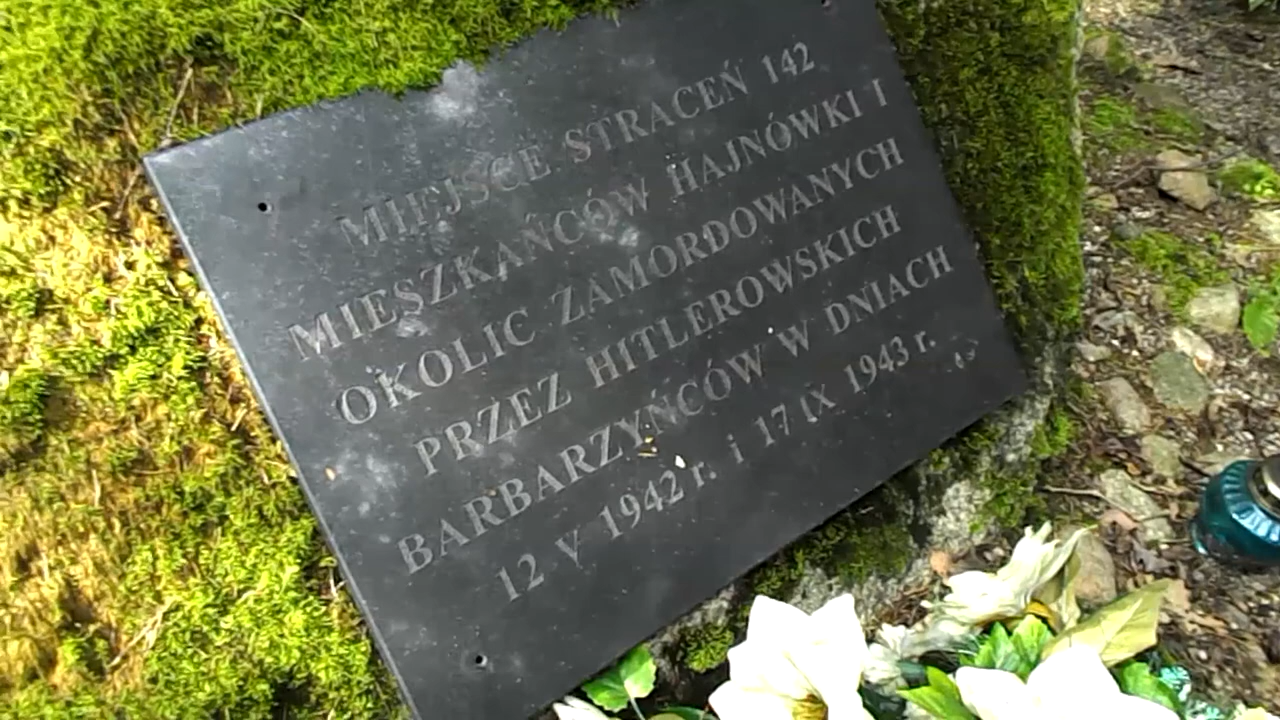 MIEJSCE STRACEŃ 142
MIESZKAŃCÓW HAJNÓWKI I
OKOLIC ZAMORDOWANYCH
PRZEZ HITLEROWSKICH
BARBARZYŃCÓW W DNIACH
12 V 1942 r. i 17 IX 1943 r.